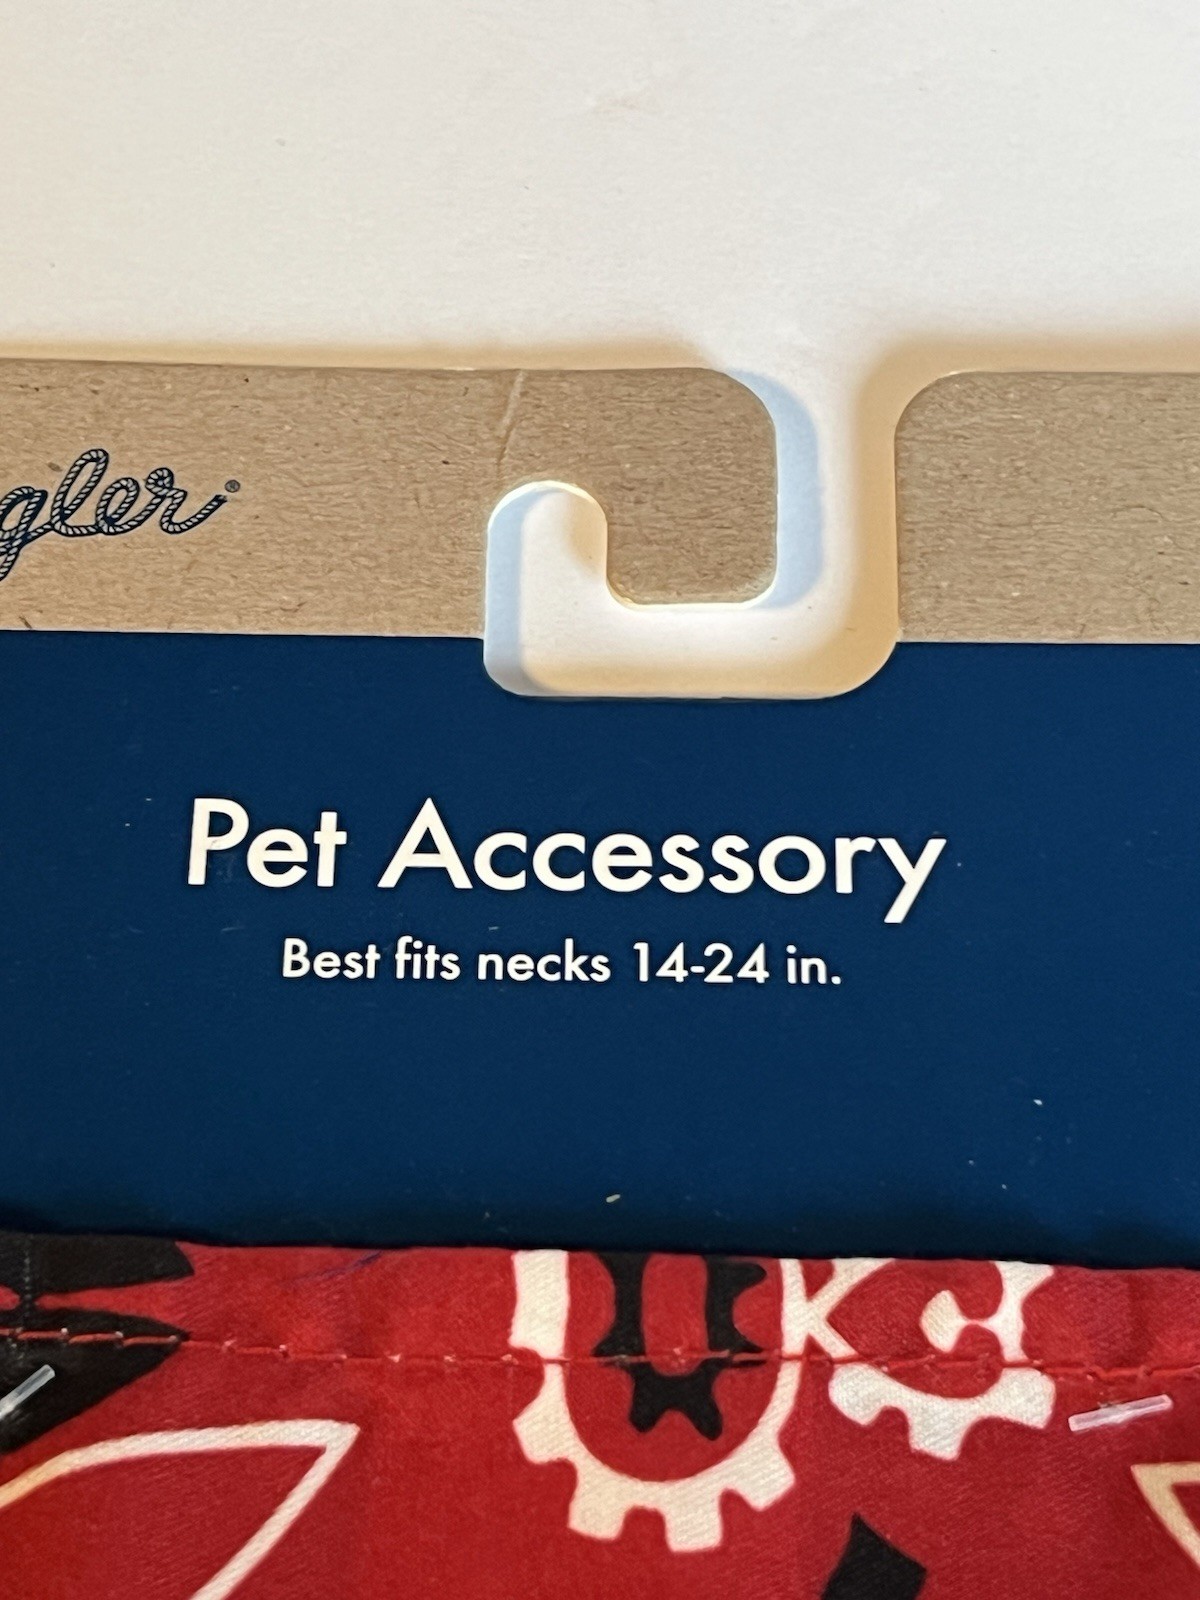 gler®
Pet Accessory
Best fits necks 14-24 in.